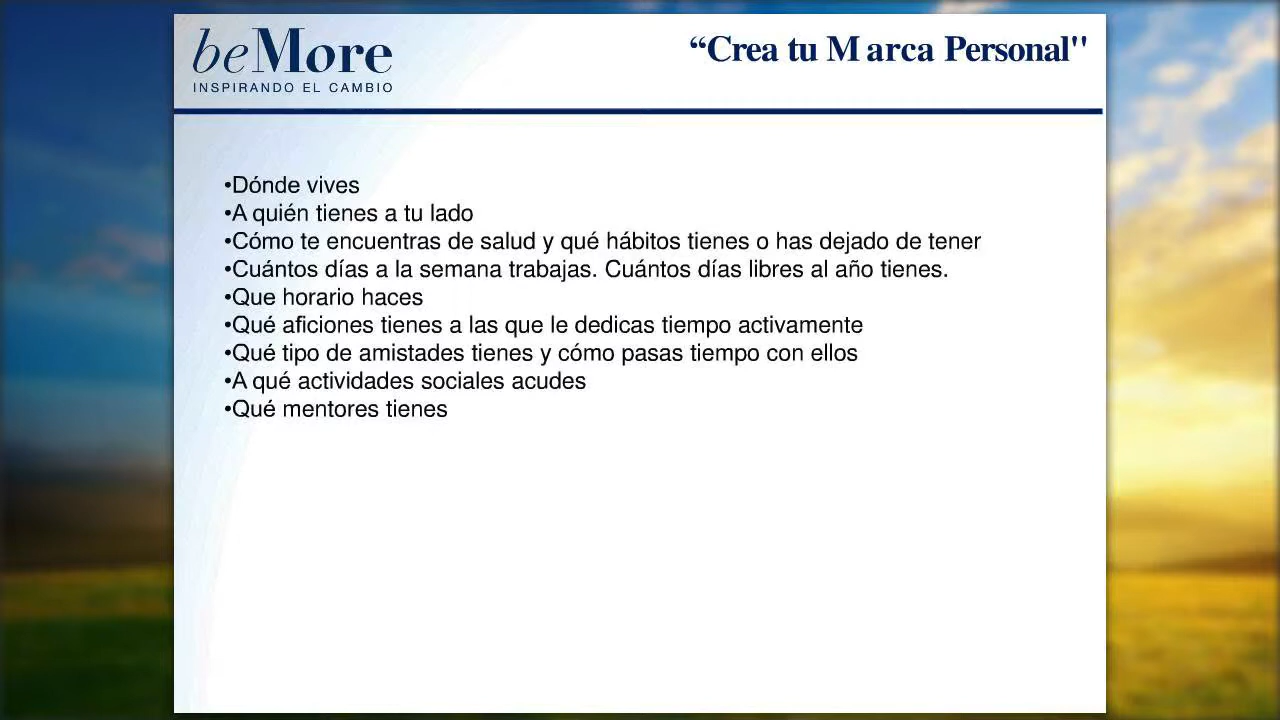 beMore
INSPIRANDO EL CAMBIO
“Crea tu Marca Personal"
•Dónde vives
•A quién tienes a tu lado
•Cómo te encuentras de salud y qué hábitos tienes o has dejado de tener
•Cuántos días a la semana trabajas. Cuántos días libres al año tienes.
•Que horario haces
•Qué aficiones tienes a las que le dedicas tiempo activamente
•Qué tipo de amistades tienes y cómo pasas tiempo con ellos
•A qué actividades sociales acudes
•Qué mentores tienes